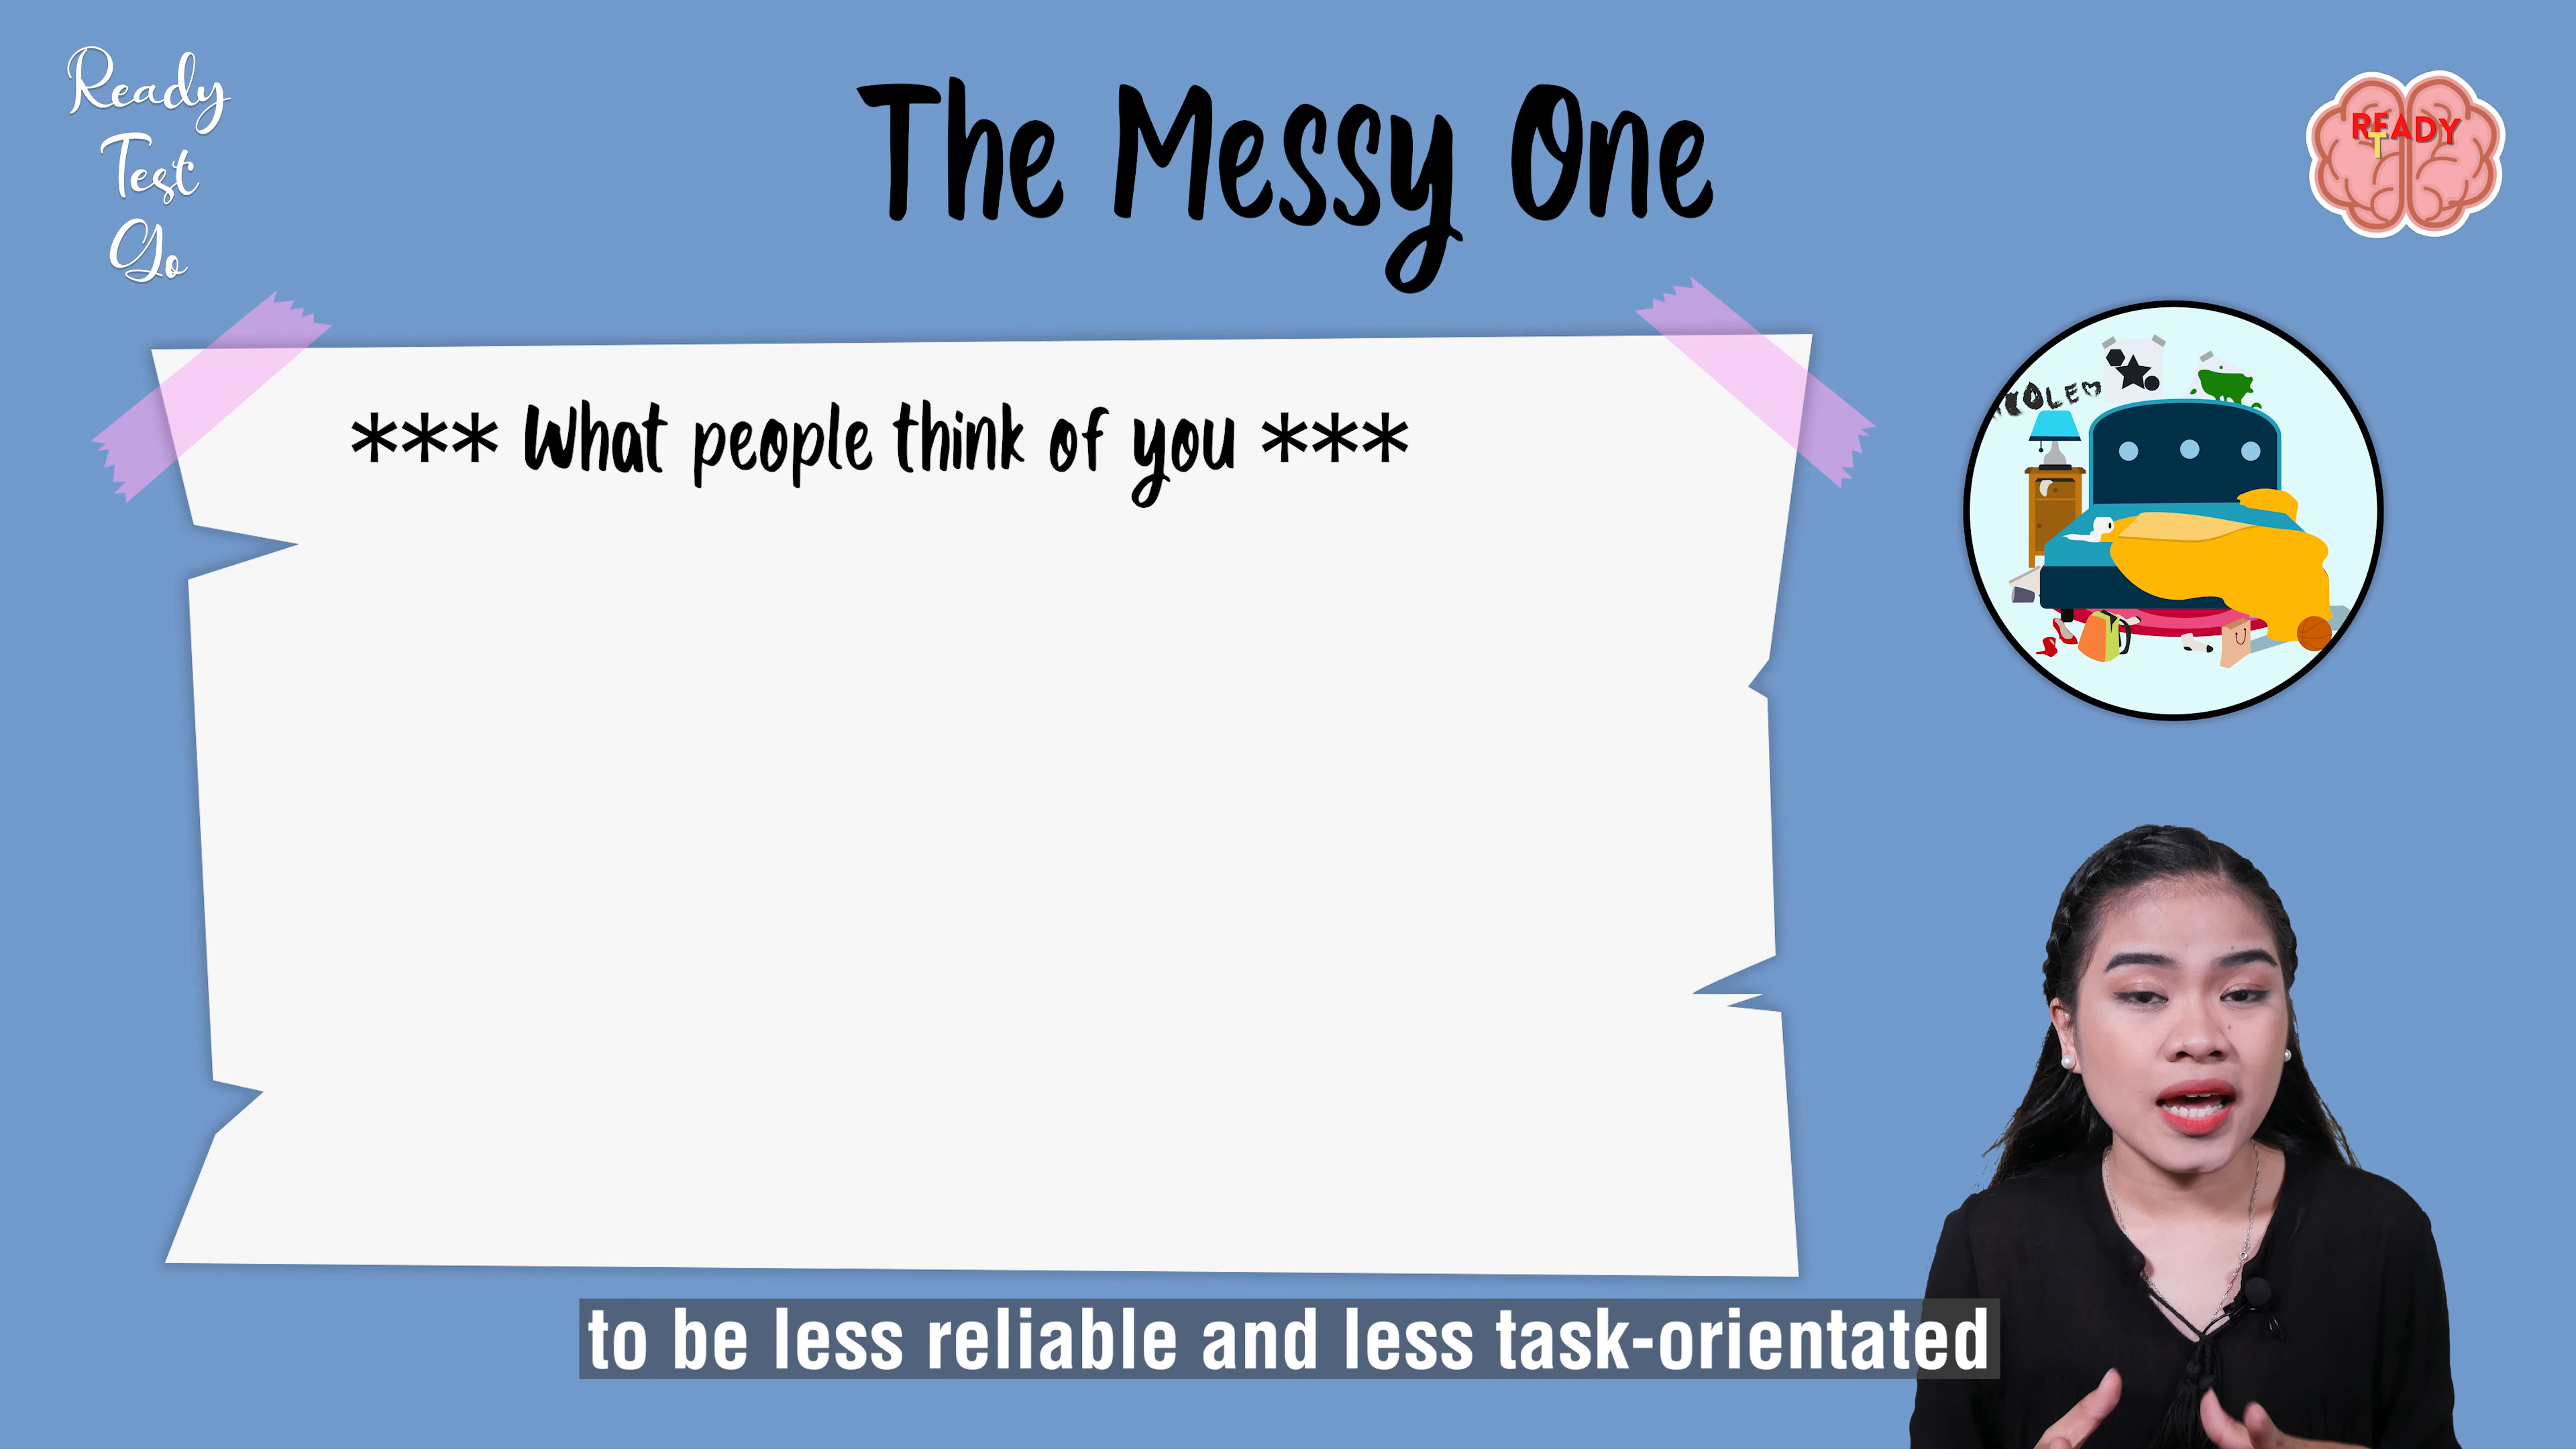 Ready
Test
Go
The Messy One
READY
T
*** What people think of you ***
to be less reliable and less task-orientated